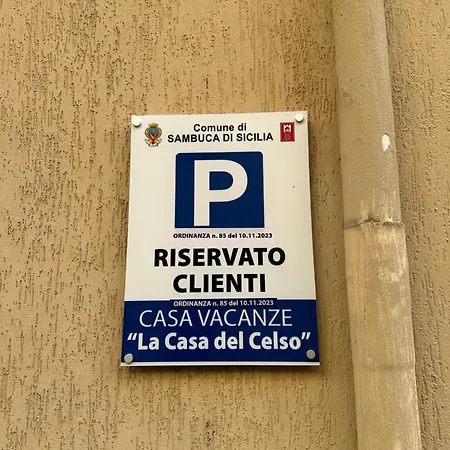 Comune di
SAMBUCA DI SICILIA
P
ORDINANZA n. 85 del 10.11.2023
RISERVATO
CLIENTI
ORDINANZA n. 85 del 10.11.2023
CASA VACANZE
“La Casa del Celso”